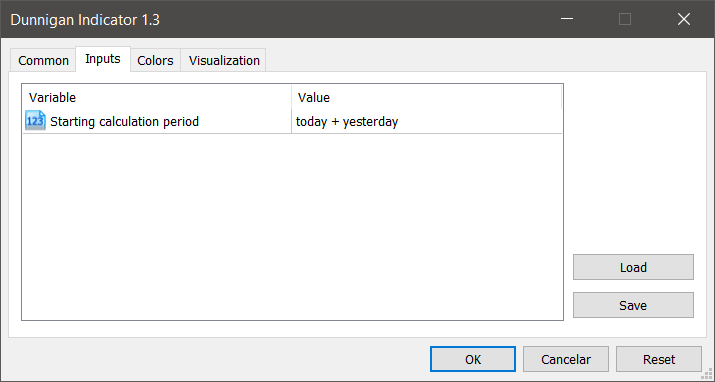 Dunnigan Indicator 1.3
Common Inputs Colors Visualization
Variable Value
123 Starting calculation period today + yesterday
Load
Save
OK Cancelar Reset